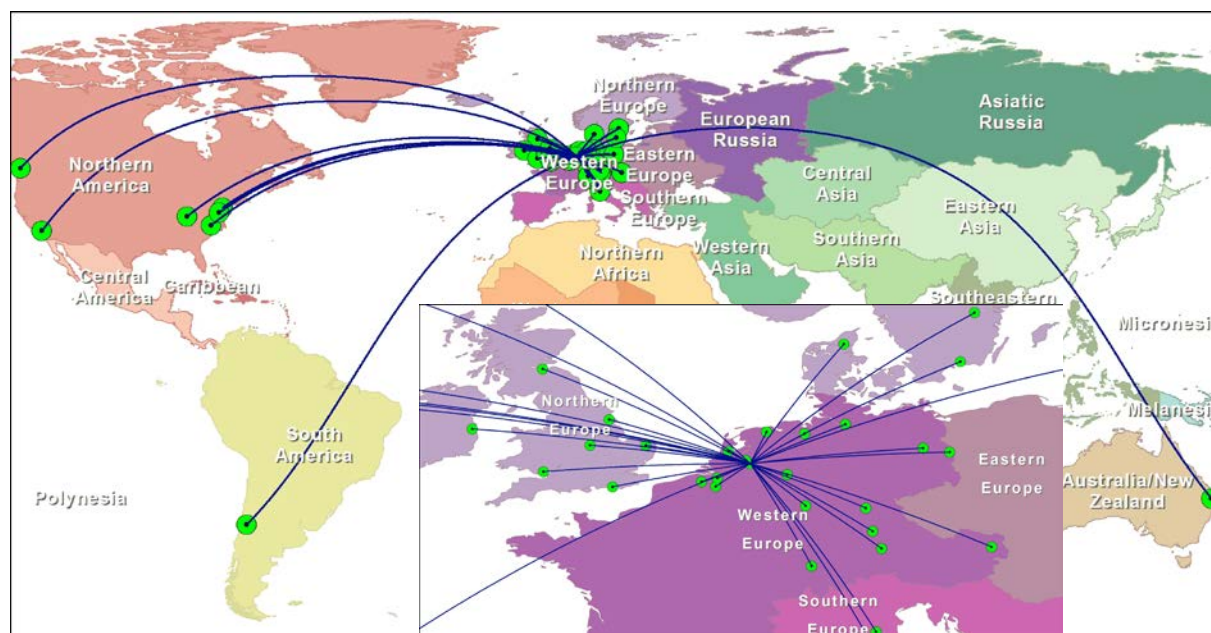 Northern
Europe
Asiatic
Russia
European
Russia
Northern
America
Western
Europe
Eastern
Europe
Southern
Europe
Central
Asia
Eastern
Asia
Western
Asia
Southern
Asia
Northern
Africa
Central
America
Caribbean
Southeastern
Micronesi
Melanesi
South
America
Polynesia
Australia/New
Zealand
Northern
Europe
Eastern
Europe
Western
Europe
Southern
Europe